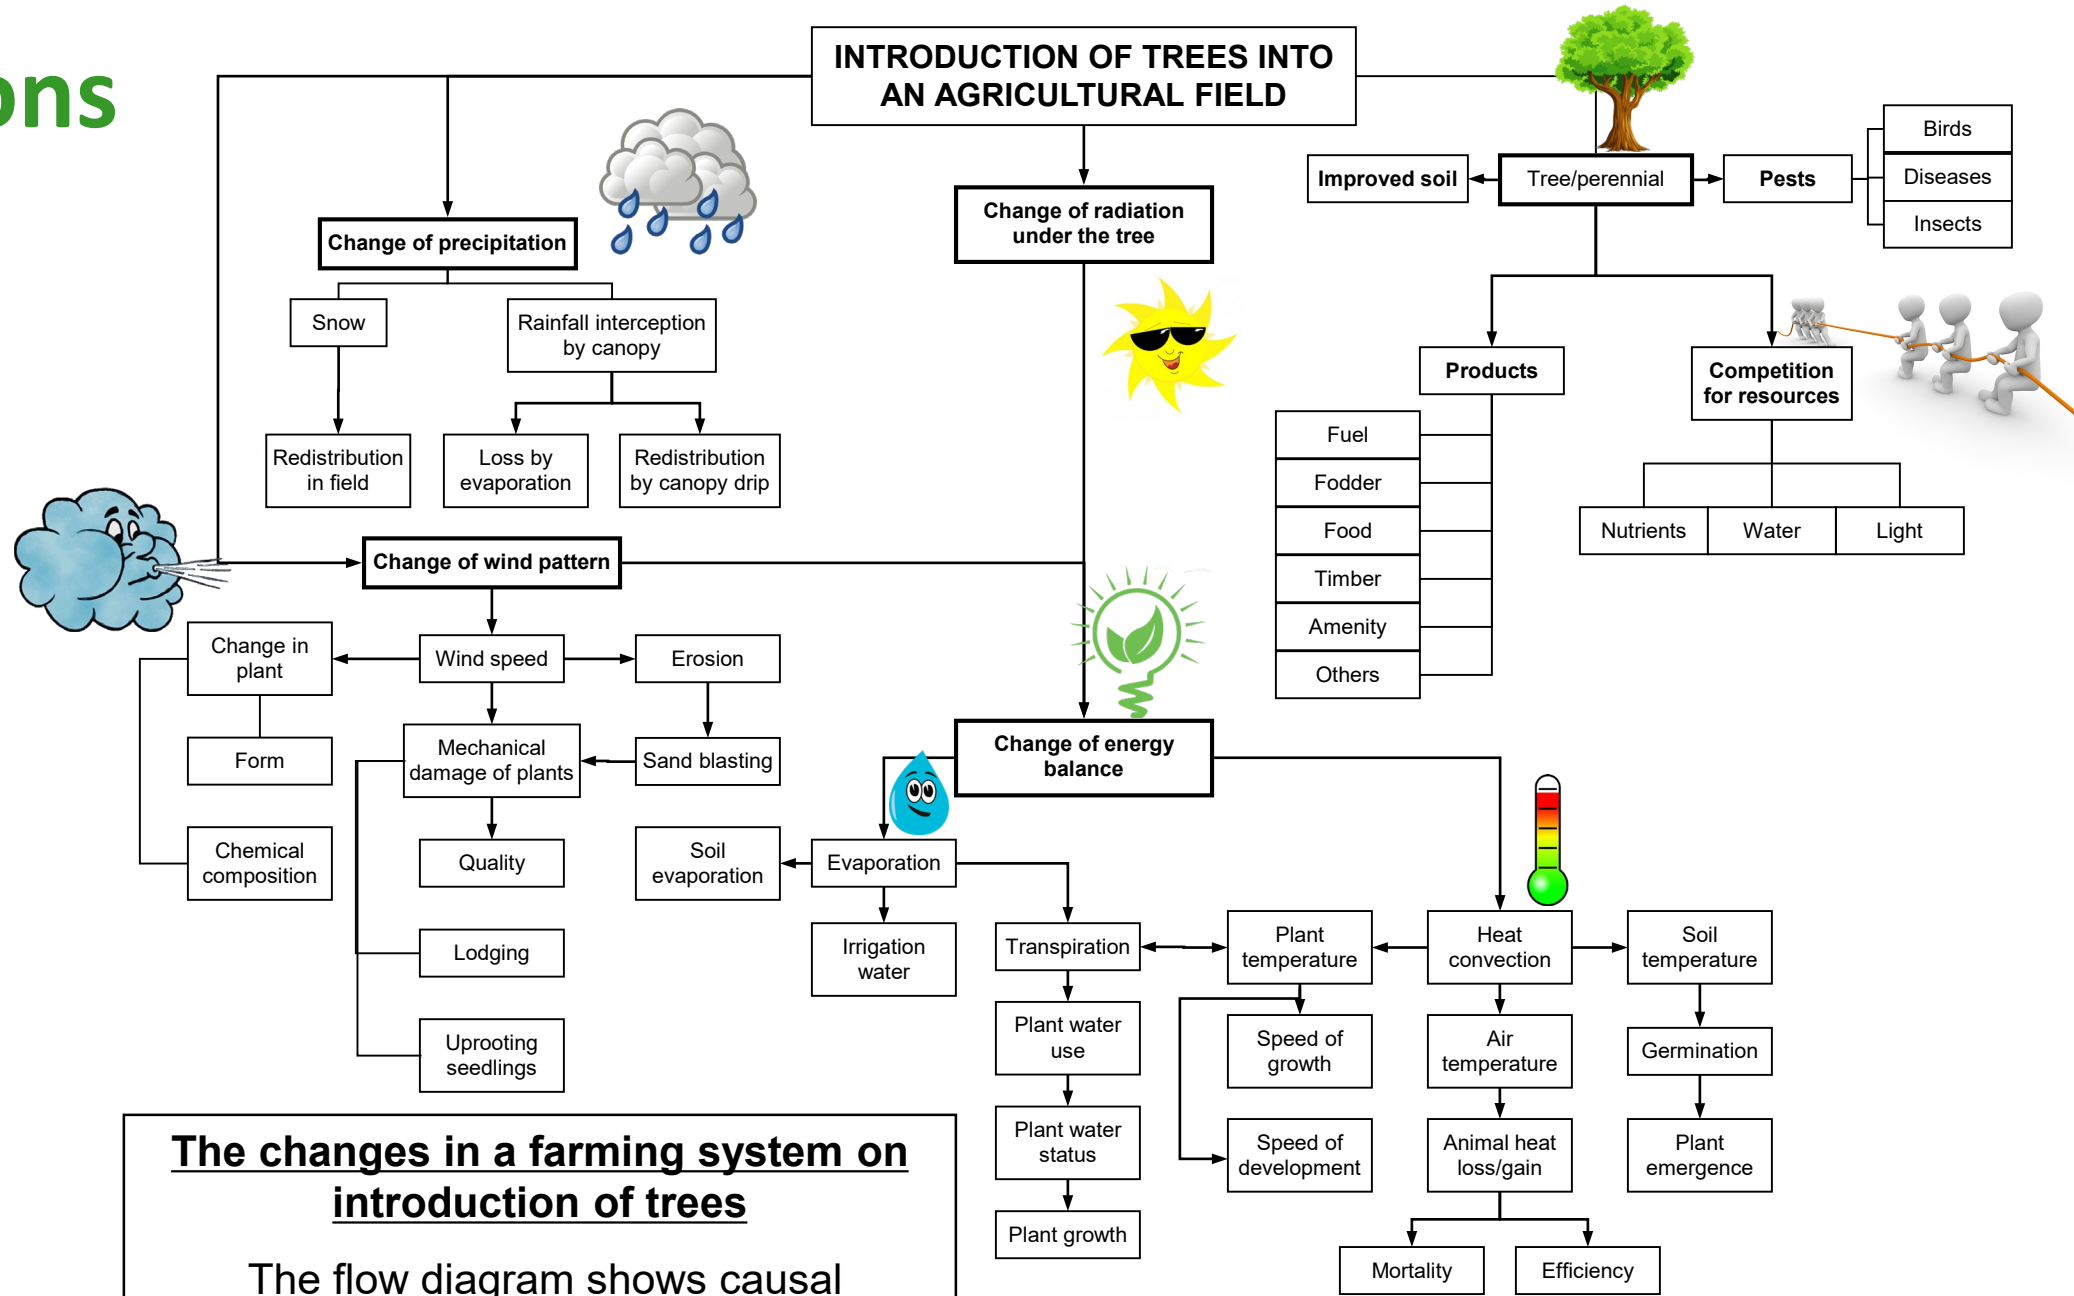 ons
INTRODUCTION OF TREES INTO
AN AGRICULTURAL FIELD
Birds
Diseases
Insects
Improved soil
Tree/perennial
Pests
Change of radiation
under the tree
Change of precipitation
Snow
Rainfall interception
by canopy
Products
Competition
for resources
Redistribution
in field
Loss by
evaporation
Redistribution
by canopy drip
Fuel
Fodder
Food
Timber
Amenity
Others
Nutrients
Water
Light
Change of wind pattern
Change in
plant
Wind speed
Erosion
Form
Mechanical
damage of plants
Sand blasting
Change of energy
balance
Chemical
composition
Quality
Soil
evaporation
Evaporation
Lodging
Irrigation
water
Transpiration
Plant
temperature
Heat
convection
Soil
temperature
Uprooting
seedlings
Plant water
use
Speed of
growth
Air
temperature
Germination
Plant water
status
Speed of
development
Animal heat
loss/gain
Plant
emergence
Plant growth
Mortality
Efficiency
The changes in a farming system on
introduction of trees
The flow diagram shows causal